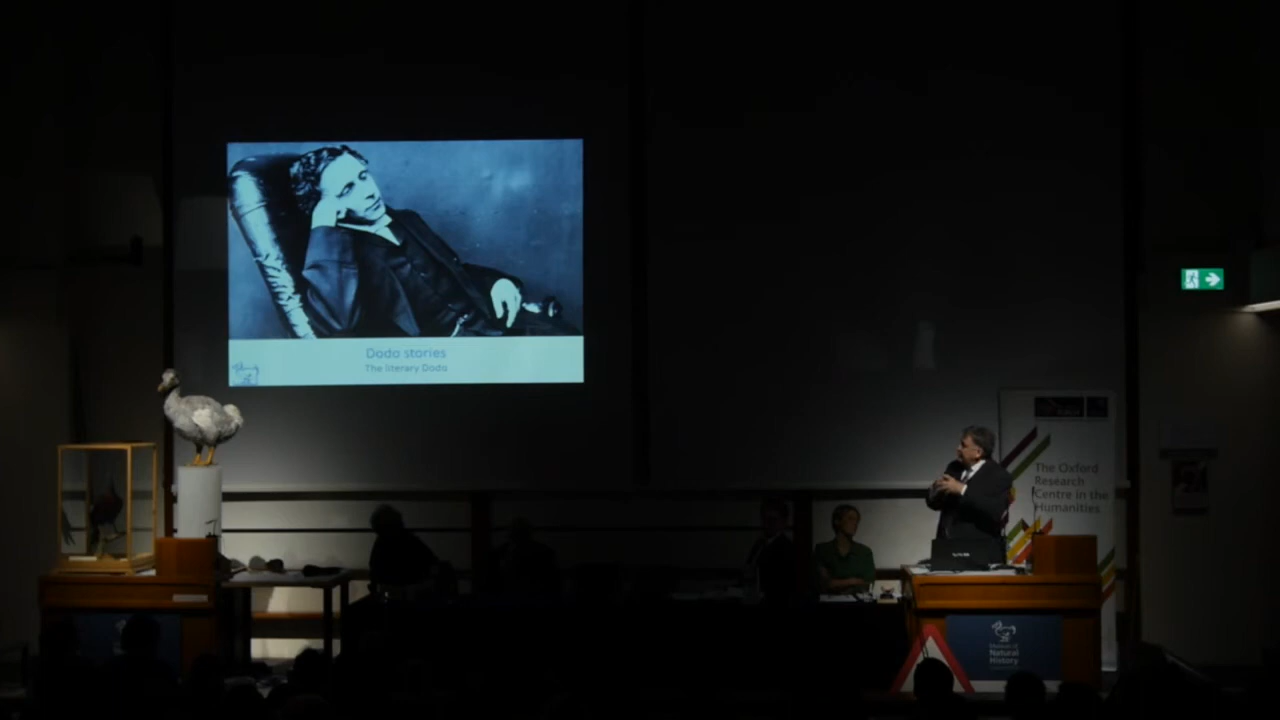 Dodo stories
The literary Dodo
The Oxford
Research
Centre in the
Humanities
Museum of
Natural
History